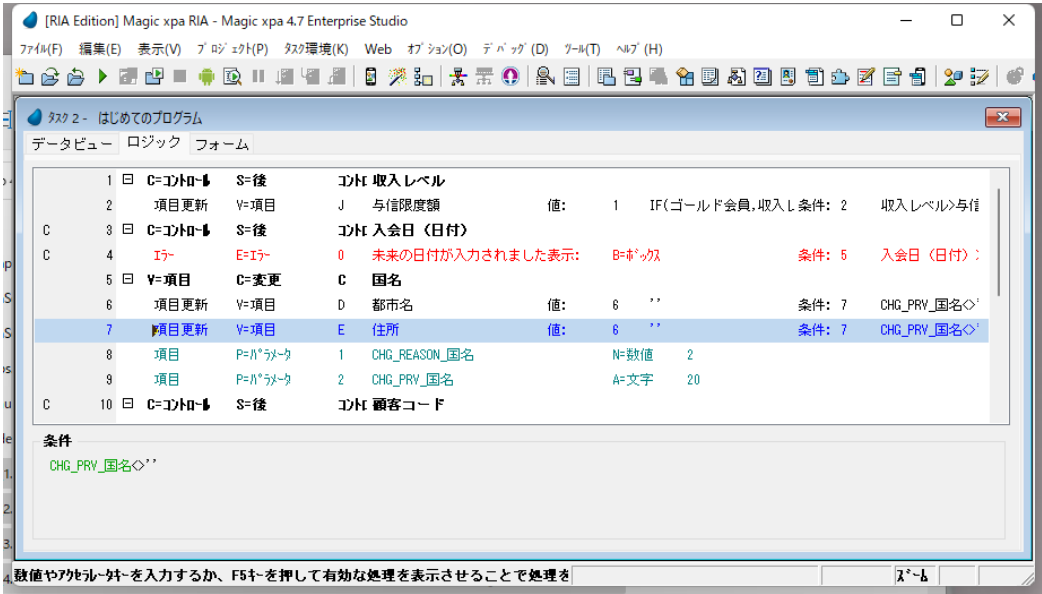 [RIA Edition] Magic xpa RIA - Magic xpa 4.7 Enterprise Studio
ﾌｧｲﾙ(F) 編集(E) 表示(V) ﾌﾟﾛｼﾞｪｸﾄ(P) ﾀｽｸ環境(K) Web ｵﾌﾟｼｮﾝ(O) ﾃﾞﾊﾞｯｸﾞ(D) ﾂｰﾙ(T) ﾍﾙﾌﾟ(H)
ﾀｽｸ 2 - はじめてのプログラム
データビュー ロジック フォーム
1 C=ｺﾝﾄﾛｰﾙ S=後 ｺﾝﾄﾛ 収入レベル
2 項目更新 V=項目 J 与信限度額 値: 1 IF(ゴールド会員,収入レ 条件: 2 収入レベル>与信
C 3 C=ｺﾝﾄﾛｰﾙ S=後 ｺﾝﾄﾛ 入会日（日付）
C 4 ｴﾗｰ E=ｴﾗｰ 0 未来の日付が入力されました 表示: B=ﾎﾞｯｸｽ 条件: 5 入会日（日付）>
5 V=項目 C=変更 C 国名
6 項目更新 V=項目 D 都市名 値: 6 '' 条件: 7 CHG_PRV_国名<>'
7 項目更新 V=項目 E 住所 値: 6 '' 条件: 7 CHG_PRV_国名<>'
8 項目 P=ﾊﾟﾗﾒｰﾀ 1 CHG_REASON_国名 N=数値 2
9 項目 P=ﾊﾟﾗﾒｰﾀ 2 CHG_PRV_国名 A=文字 20
C 10 C=ｺﾝﾄﾛｰﾙ S=後 ｺﾝﾄﾛ 顧客コード
条件
CHG_PRV_国名<>''
数値やｱｸｾﾗﾚｰﾀｷｰを入力するか、F5ｷｰを押して有効な処理を表示させることで処理を
ｽﾞｰﾑ